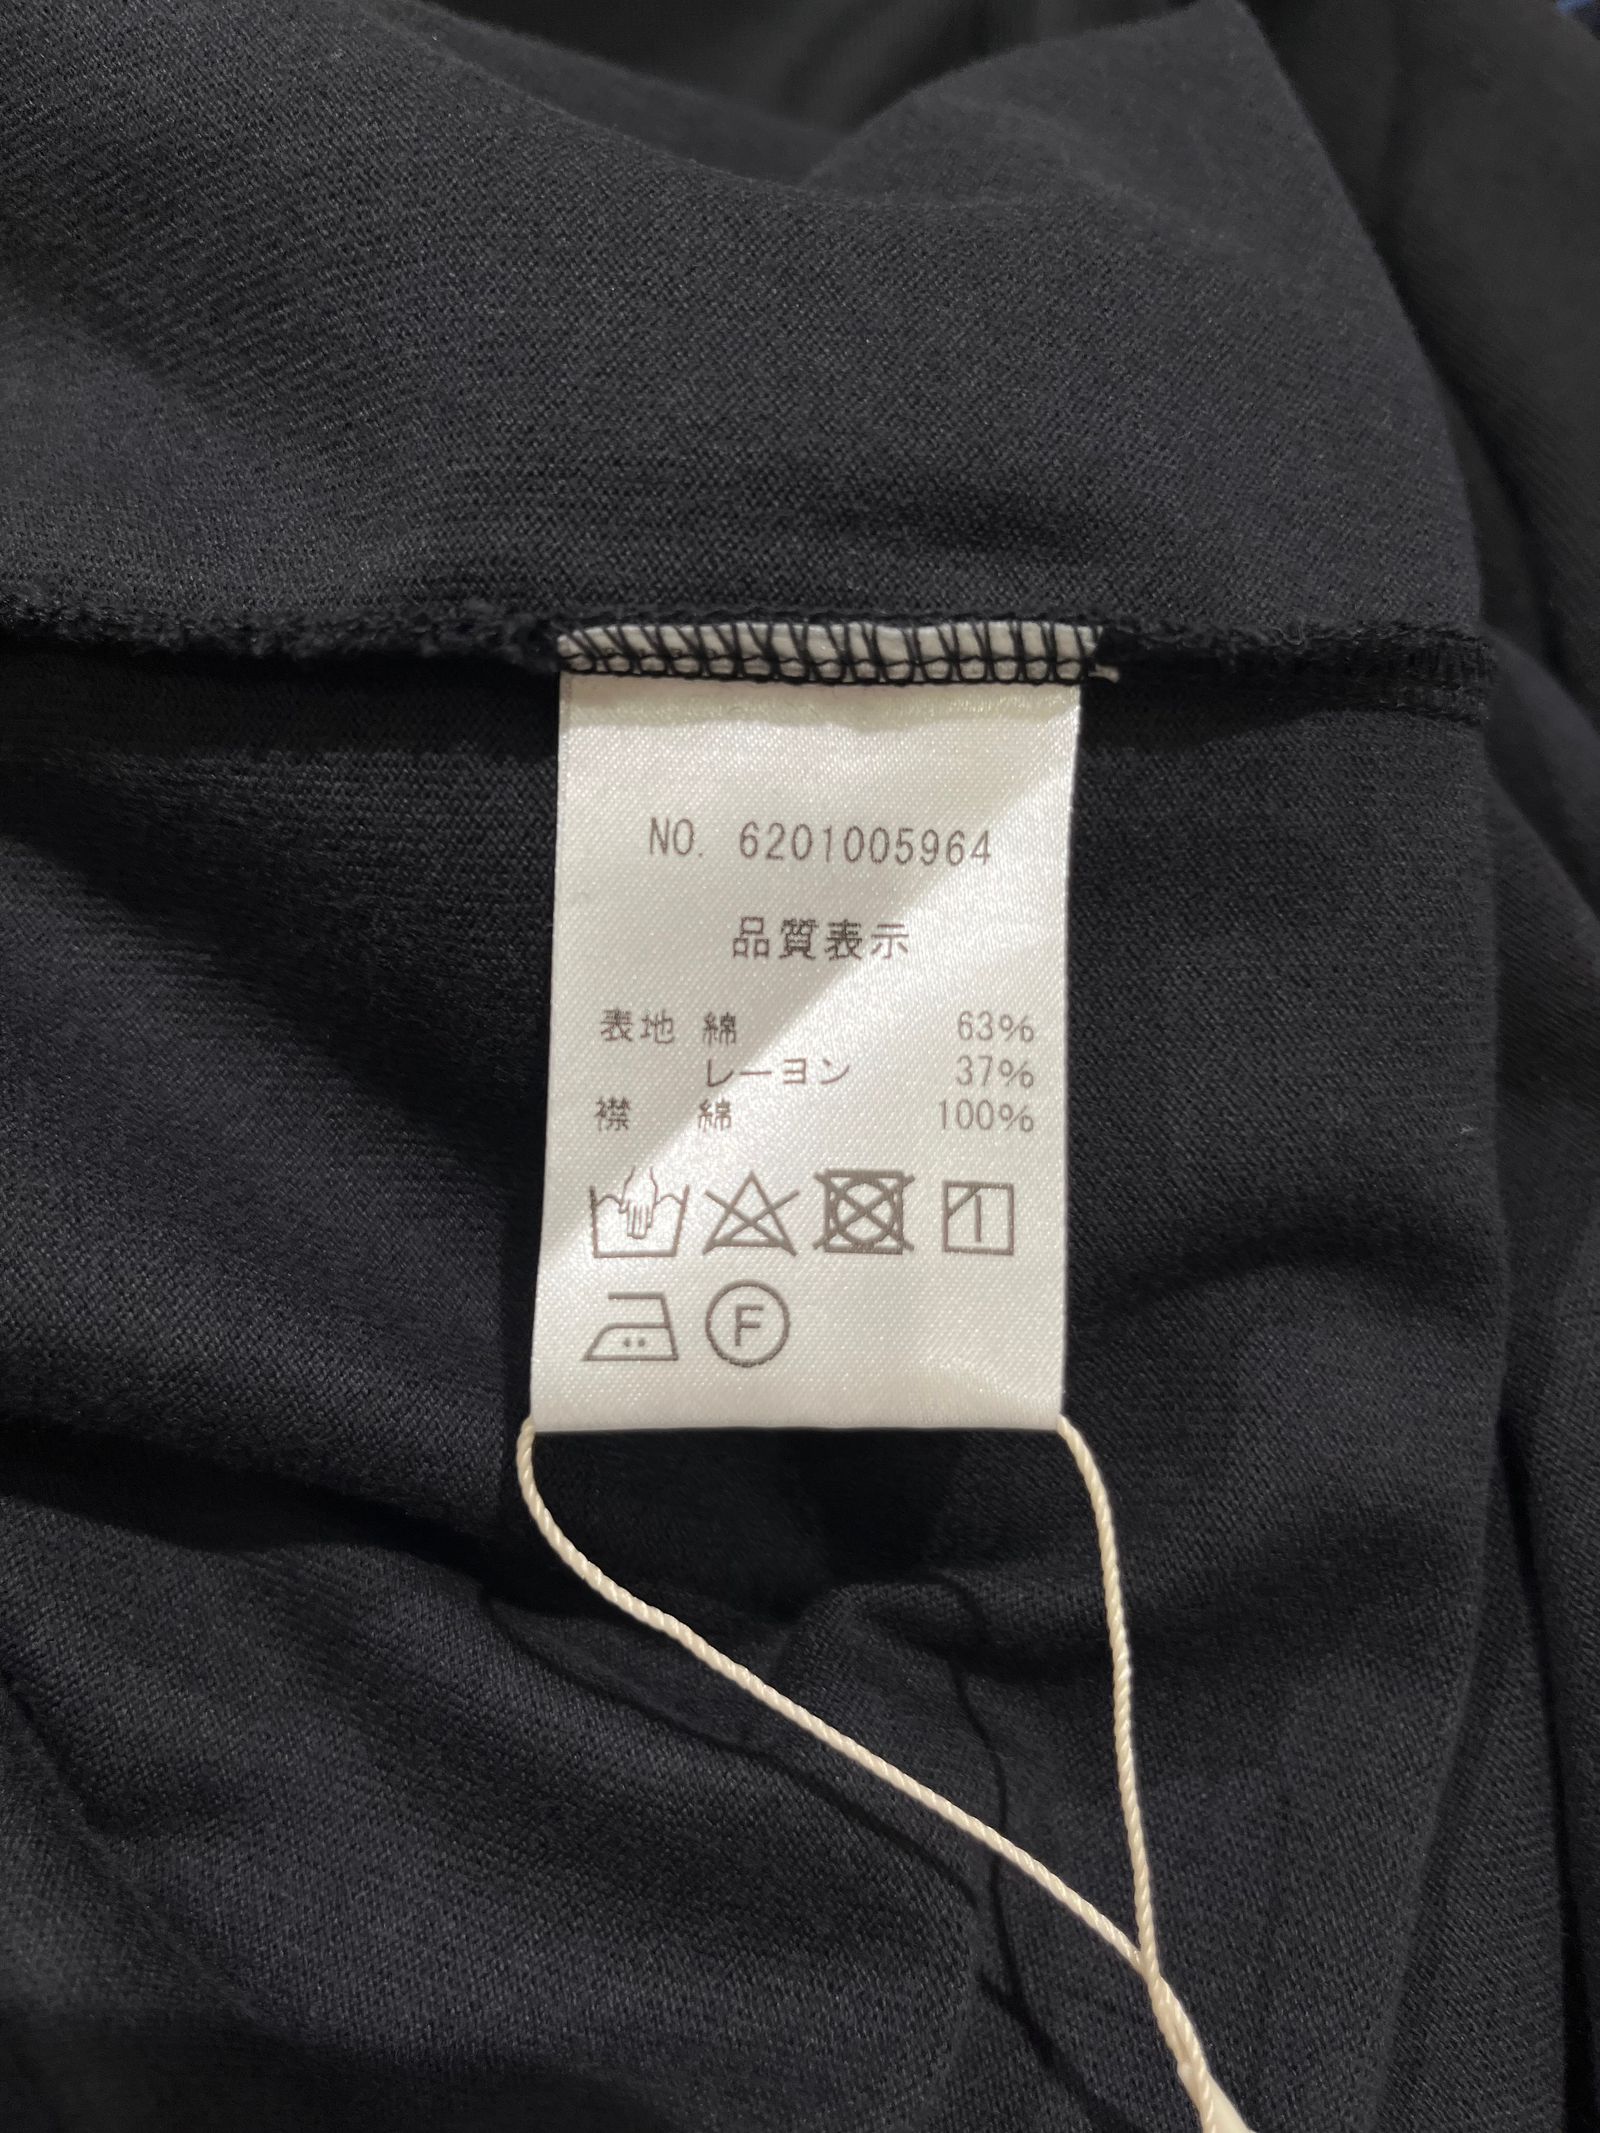 NO. 6201005964
品質表示
表地 綿 63%
レーヨン 37%
襟 綿 100%
F